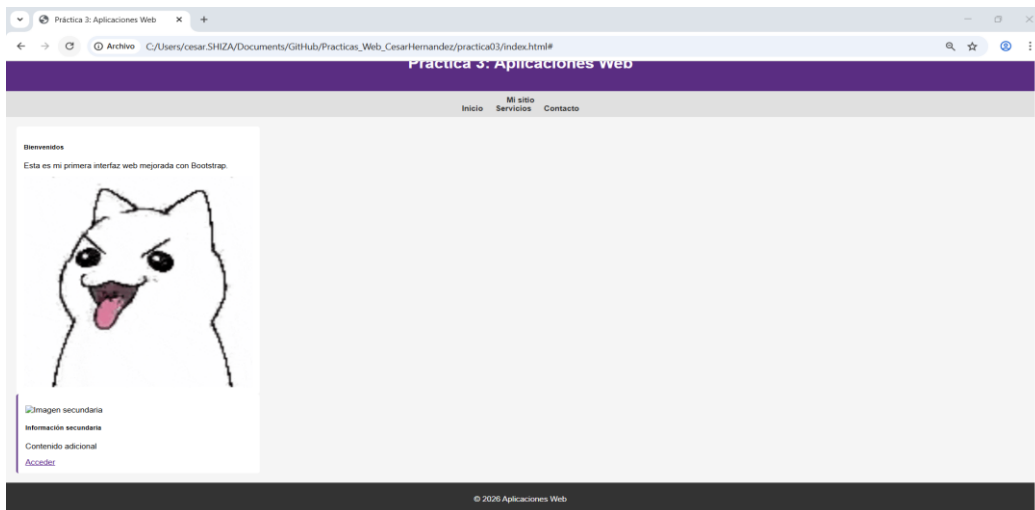 Práctica 3: Aplicaciones Web
Archivo C:/Users/cesar.SHIZA/Documents/GitHub/Practicas_Web_CesarHernandez/practica03/index.html#
Práctica 3: Aplicaciones Web
Mi sitio
Inicio Servicios Contacto
Bienvenidos
Esta es mi primera interfaz web mejorada con Bootstrap.
Imagen secundaria
Información secundaria
Contenido adicional
Acceder
© 2026 Aplicaciones Web